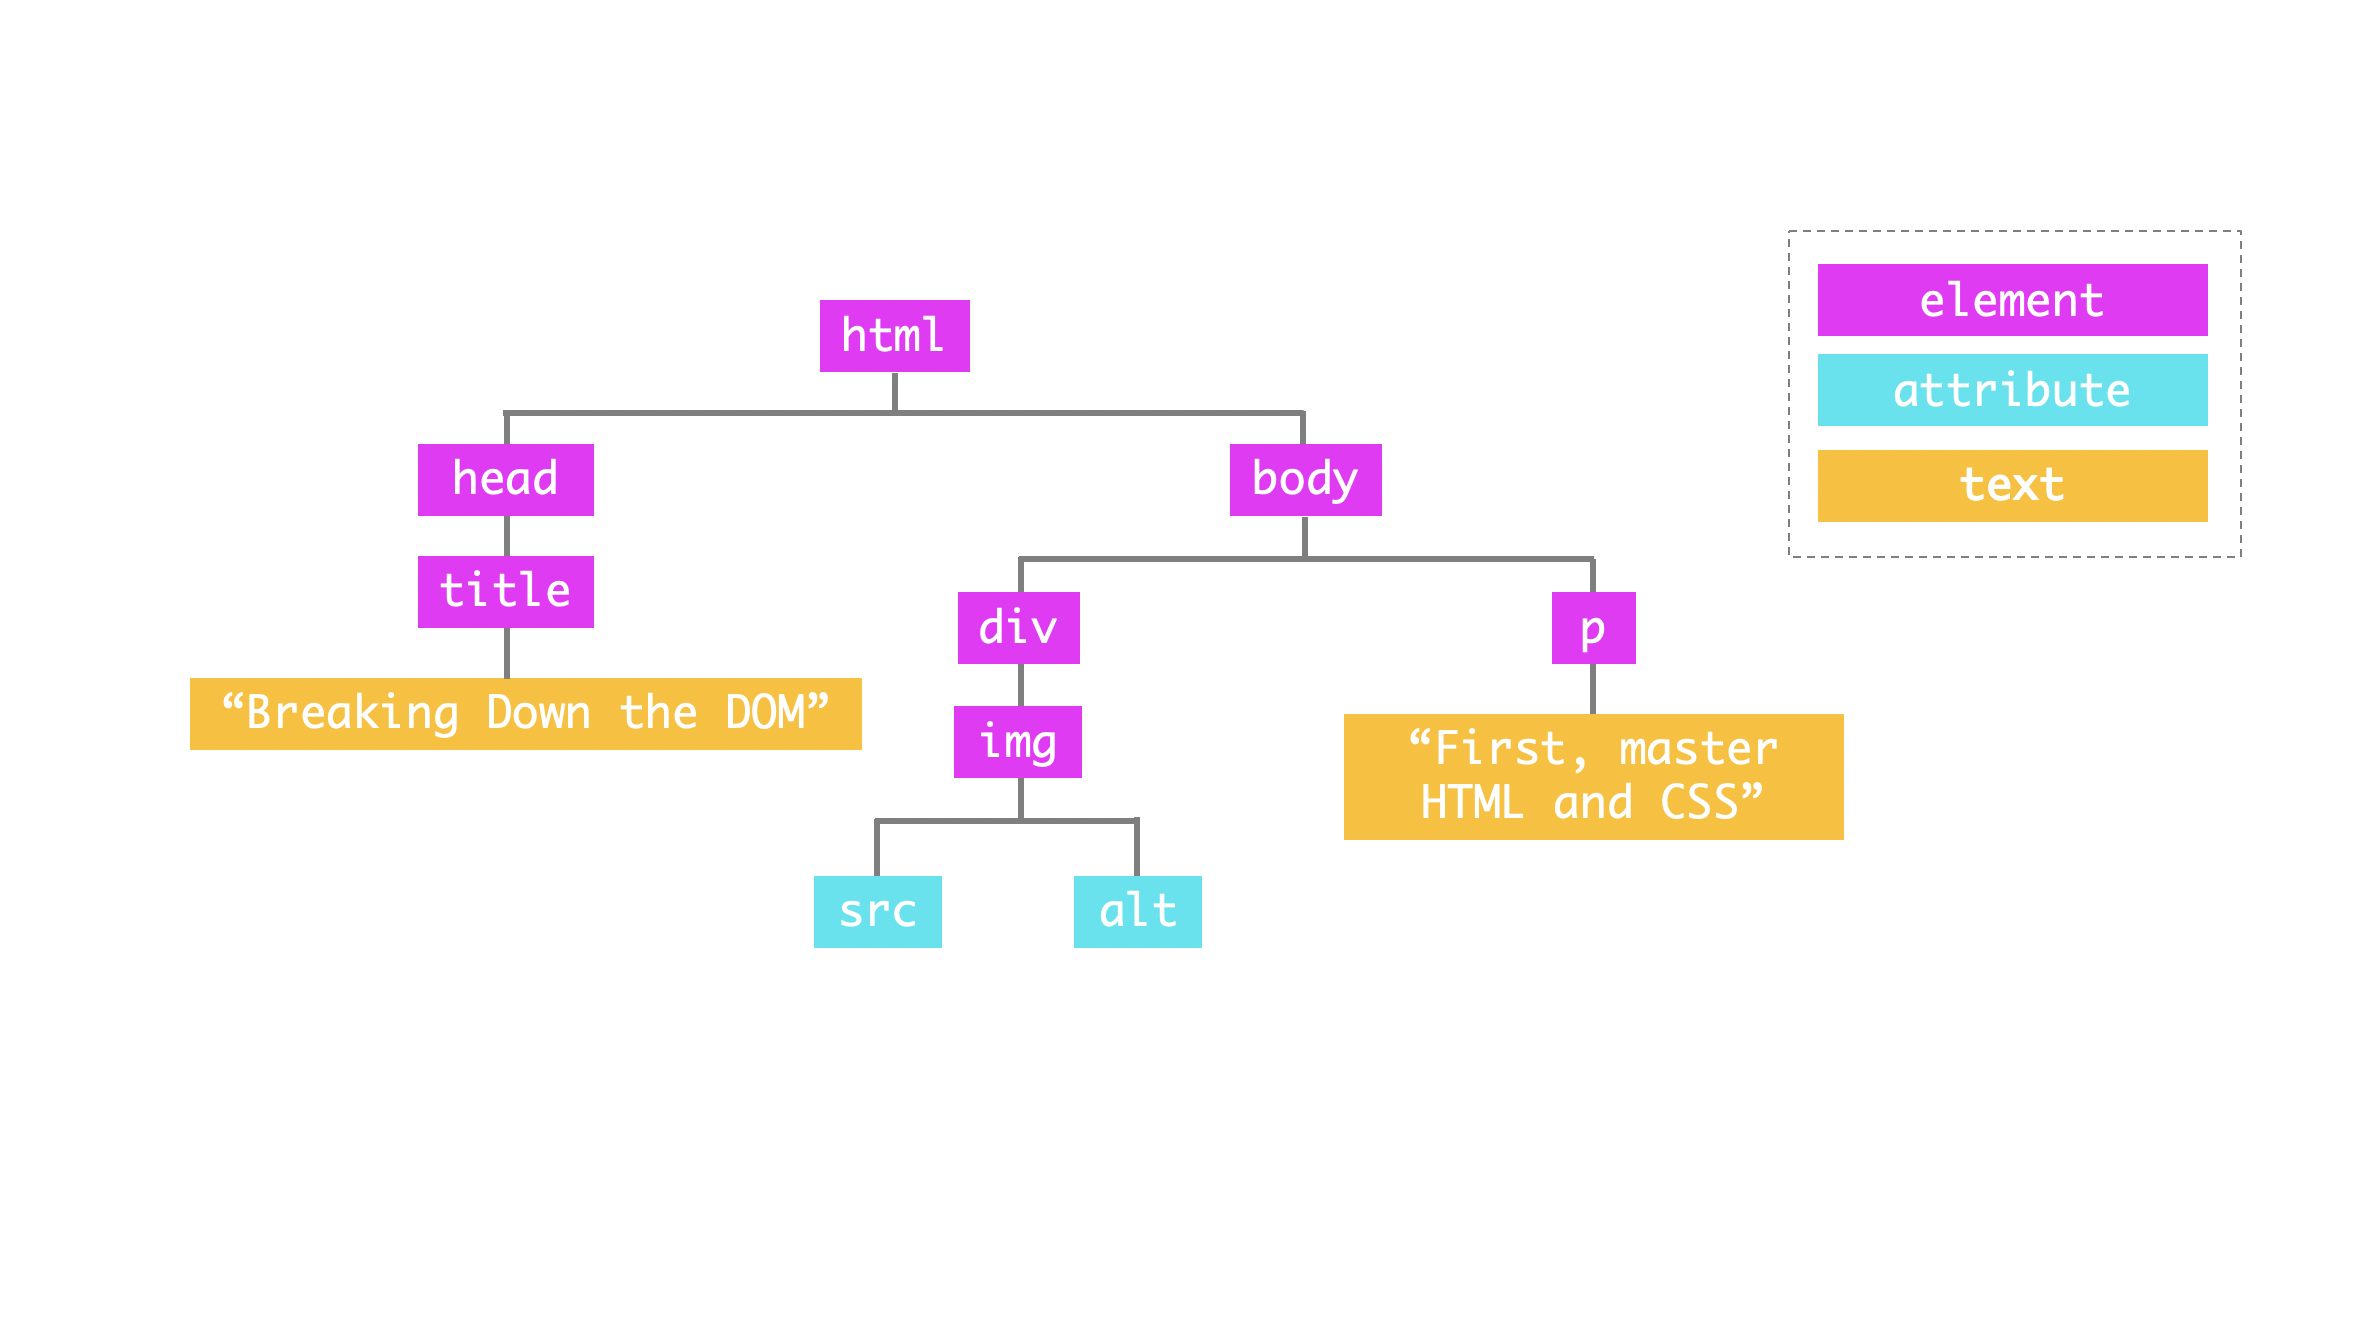 html
head
body
title
div
p
“Breaking Down the DOM”
img
“First, master
HTML and CSS”
src
alt
element
attribute
text